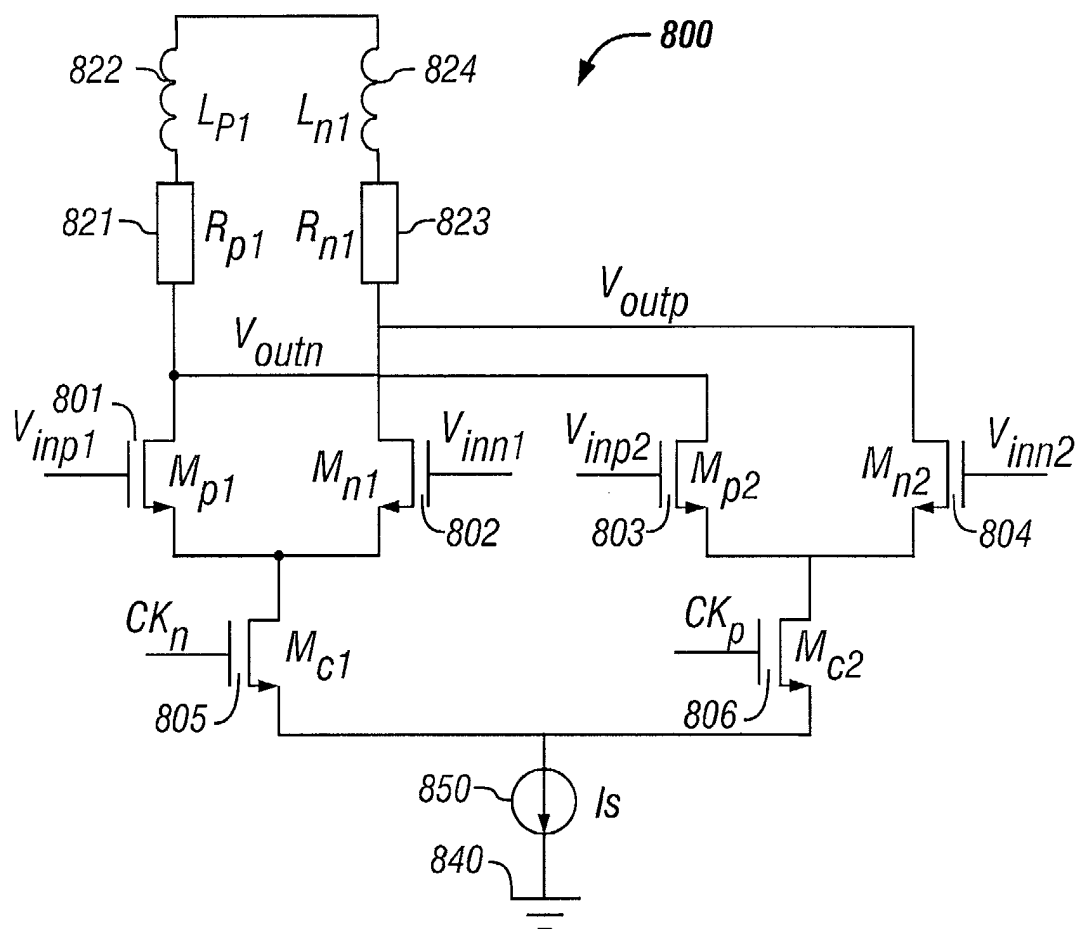 800
822
824
L_P1
L_n1
821
R_p1
R_n1
823
V_outp
V_outn
801
V_inp1
M_p1
M_n1
V_inn1
V_inp2
M_p2
M_n2
V_inn2
802
803
804
CK_n
M_c1
CK_p
M_c2
805
806
850
Is
840